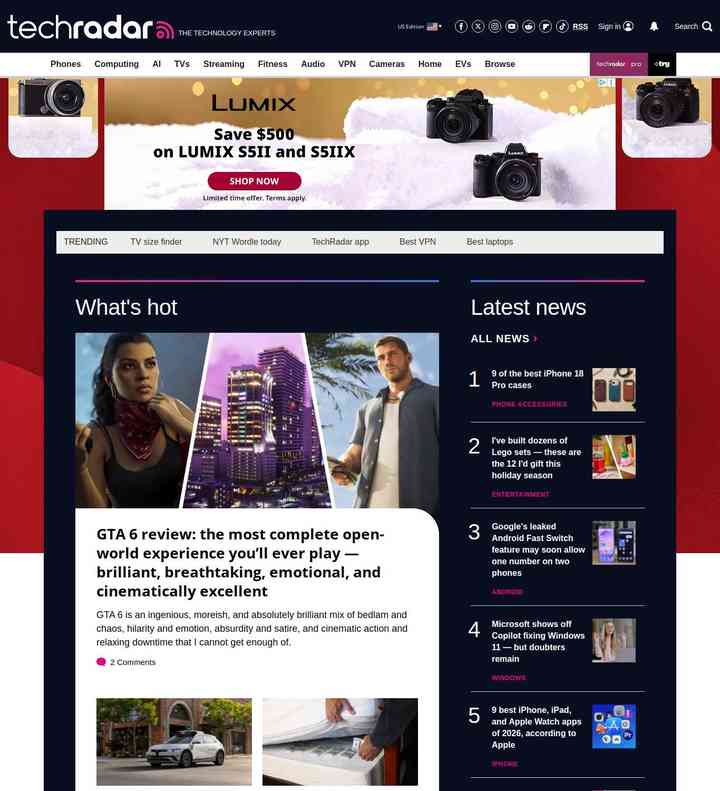 techradar THE TECHNOLOGY EXPERTS
US Edition
RSS
Sign in
Search
Phones Computing AI TVs Streaming Fitness Audio VPN Cameras Home EVs Browse
techradar pro
try
LUMIX
Save $500
on LUMIX S5II and S5IIX
SHOP NOW
Limited time offer. Terms apply.
TRENDING TV size finder NYT Wordle today TechRadar app Best VPN Best laptops
What's hot
GTA 6 review: the most complete open-
world experience you’ll ever play —
brilliant, breathtaking, emotional, and
cinematically excellent
GTA 6 is an ingenious, moreish, and absolutely brilliant mix of bedlam and
chaos, hilarity and emotion, absurdity and satire, and cinematic action and
relaxing downtime that I cannot get enough of.
2 Comments
Latest news
ALL NEWS ›
1
9 of the best iPhone 18
Pro cases
PHONE ACCESSORIES
2
I've built dozens of
Lego sets — these are
the 12 I'd gift this
holiday season
ENTERTAINMENT
3
Google's leaked
Android Fast Switch
feature may soon allow
one number on two
phones
ANDROID
4
Microsoft shows off
Copilot fixing Windows
11 — but doubters
remain
WINDOWS
5
9 best iPhone, iPad,
and Apple Watch apps
of 2026, according to
Apple
IPHONE